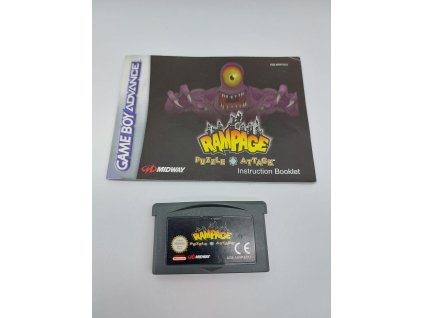 GAME BOY ADVANCE
RAMPAGE
PUZZLE ATTACK
MIDWAY
Instruction Booklet
RAMPAGE
PUZZLE ATTACK
MIDWAY
CE